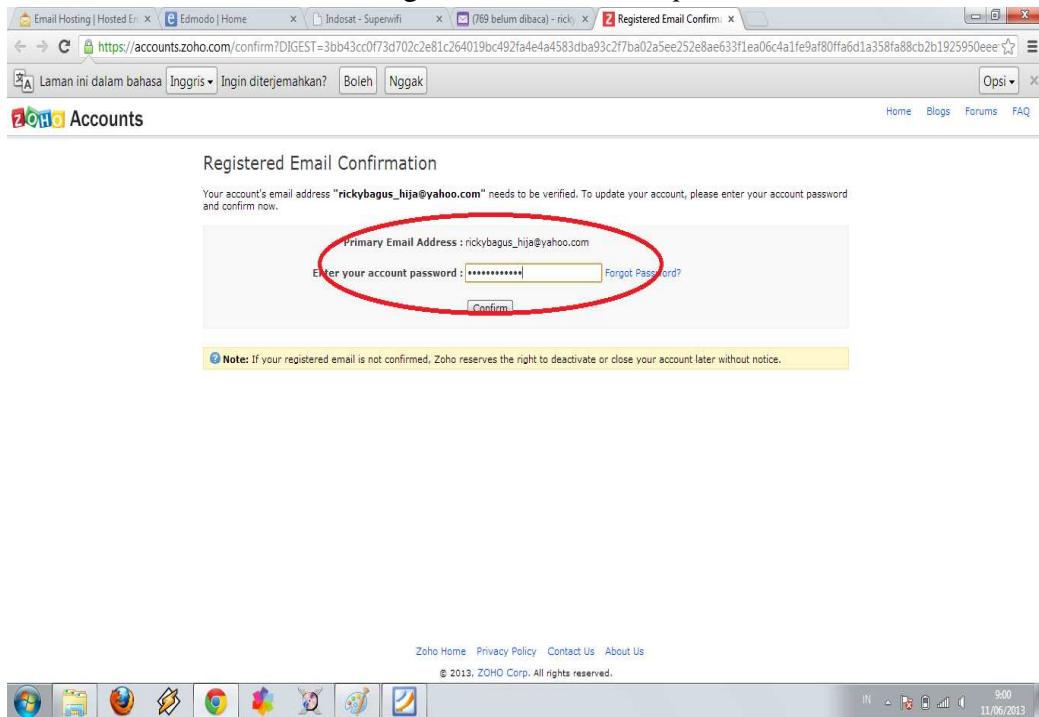 Email Hosting | Hosted En
Edmodo | Home
Indosat - Superwifi
(769 belum dibaca) - ricky
Registered Email Confirm
https://accounts.zoho.com/confirm?DIGEST=3bb43cc0f73d702c2e81c264019bc492fa4e4a4583dba93c2f7ba02a5ee252e8ae633f1ea06c4a1fe9af80ffa6d1a358fa88cb2b1925950eee
Laman ini dalam bahasa Inggris Ingin diterjemahkan? Boleh Nggak Opsi
ZOHO Accounts
Home Blogs Forums FAQ
Registered Email Confirmation
Your account's email address "rickybagus_hija@yahoo.com" needs to be verified. To update your account, please enter your account password
and confirm now.
Primary Email Address : rickybagus_hija@yahoo.com
Enter your account password : •••••••••••• Forgot Password?
Confirm
Note: If your registered email is not confirmed, Zoho reserves the right to deactivate or close your account later without notice.
Zoho Home Privacy Policy Contact Us About Us
© 2013, ZOHO Corp. All rights reserved.
IN
9:00
11/06/2013